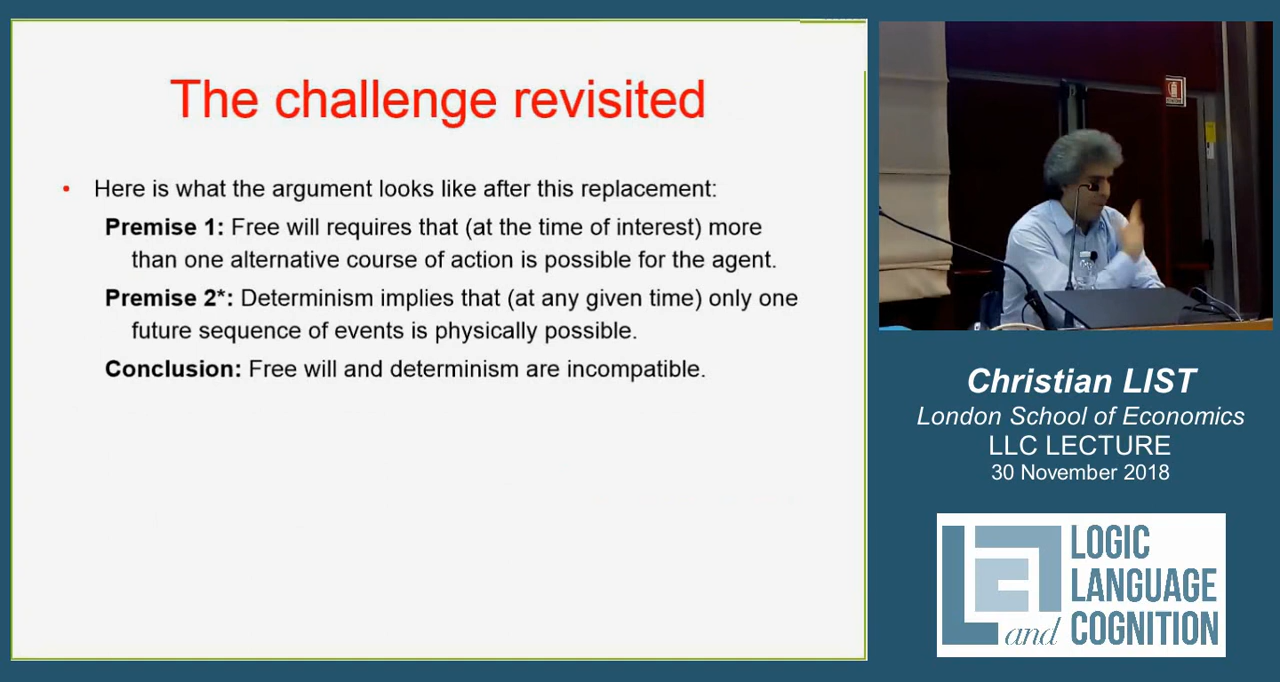 The challenge revisited
• Here is what the argument looks like after this replacement:
Premise 1: Free will requires that (at the time of interest) more
than one alternative course of action is possible for the agent.
Premise 2*: Determinism implies that (at any given time) only one
future sequence of events is physically possible.
Conclusion: Free will and determinism are incompatible.
Christian LIST
London School of Economics
LLC LECTURE
30 November 2018
LOGIC
LANGUAGE
and COGNITION